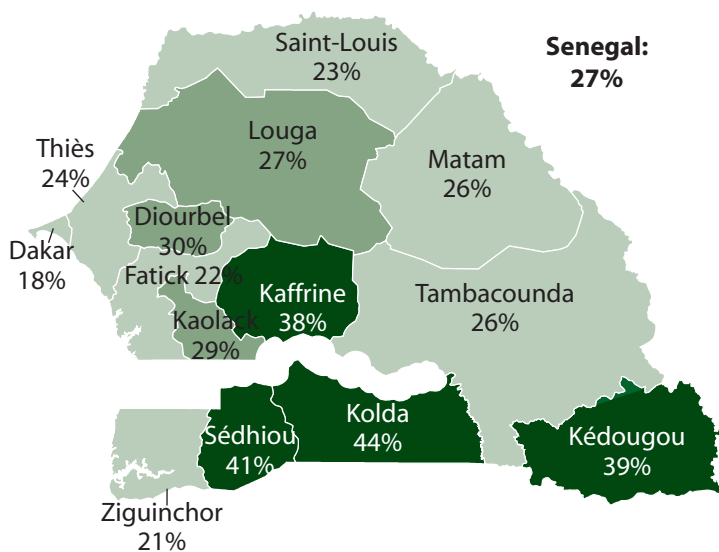 Saint-Louis
23%
Senegal:
27%
Louga
27%
Thiès
24%
Matam
26%
Diourbel
30%
Dakar
18%
Fatick 22%
Kaffrine
38%
Tambacounda
26%
Kaolack
29%
Sédhiou
41%
Kolda
44%
Kédougou
39%
Ziguinchor
21%